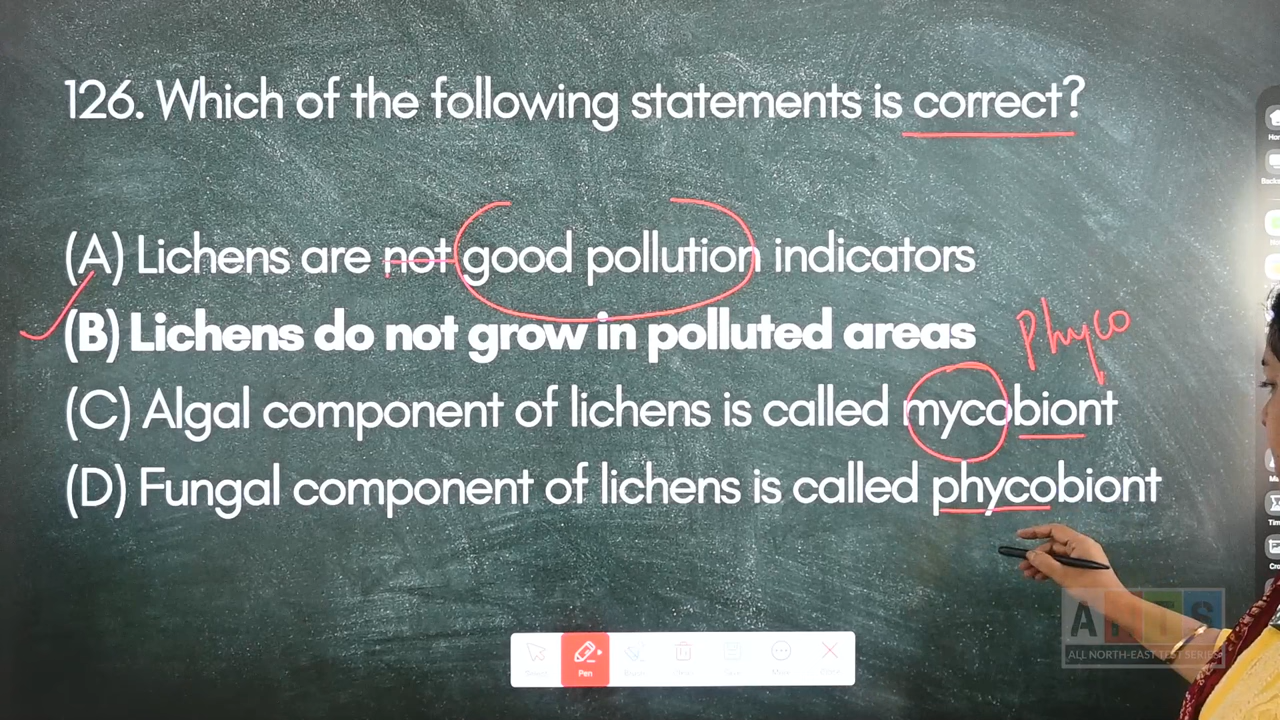 126. Which of the following statements is correct?
(A) Lichens are not good pollution indicators
(B) Lichens do not grow in polluted areas
Phyco
(C) Algal component of lichens is called mycobiont
(D) Fungal component of lichens is called phycobiont
ALL NORTH-EAST TEST SERIES
Pen